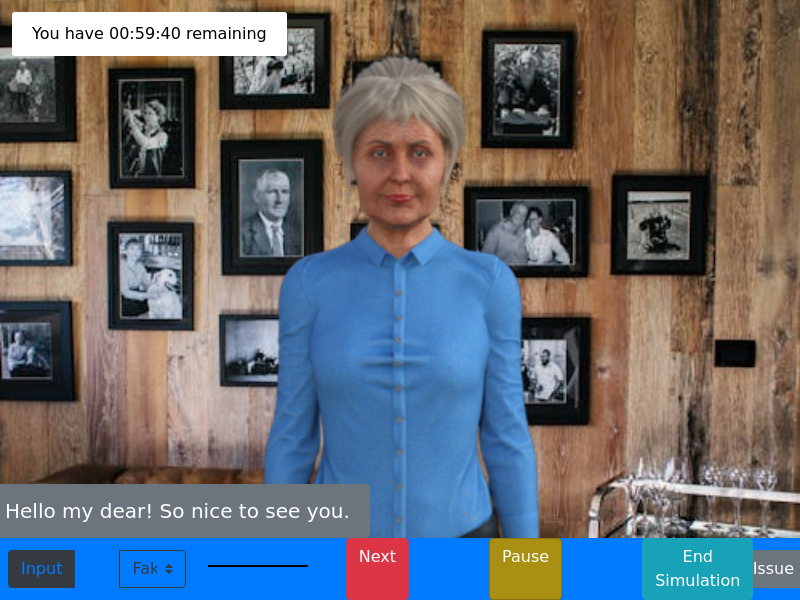 You have 00:59:40 remaining
Hello my dear! So nice to see you.
Input
Fak
Next
Pause
End
Simulation
Issue